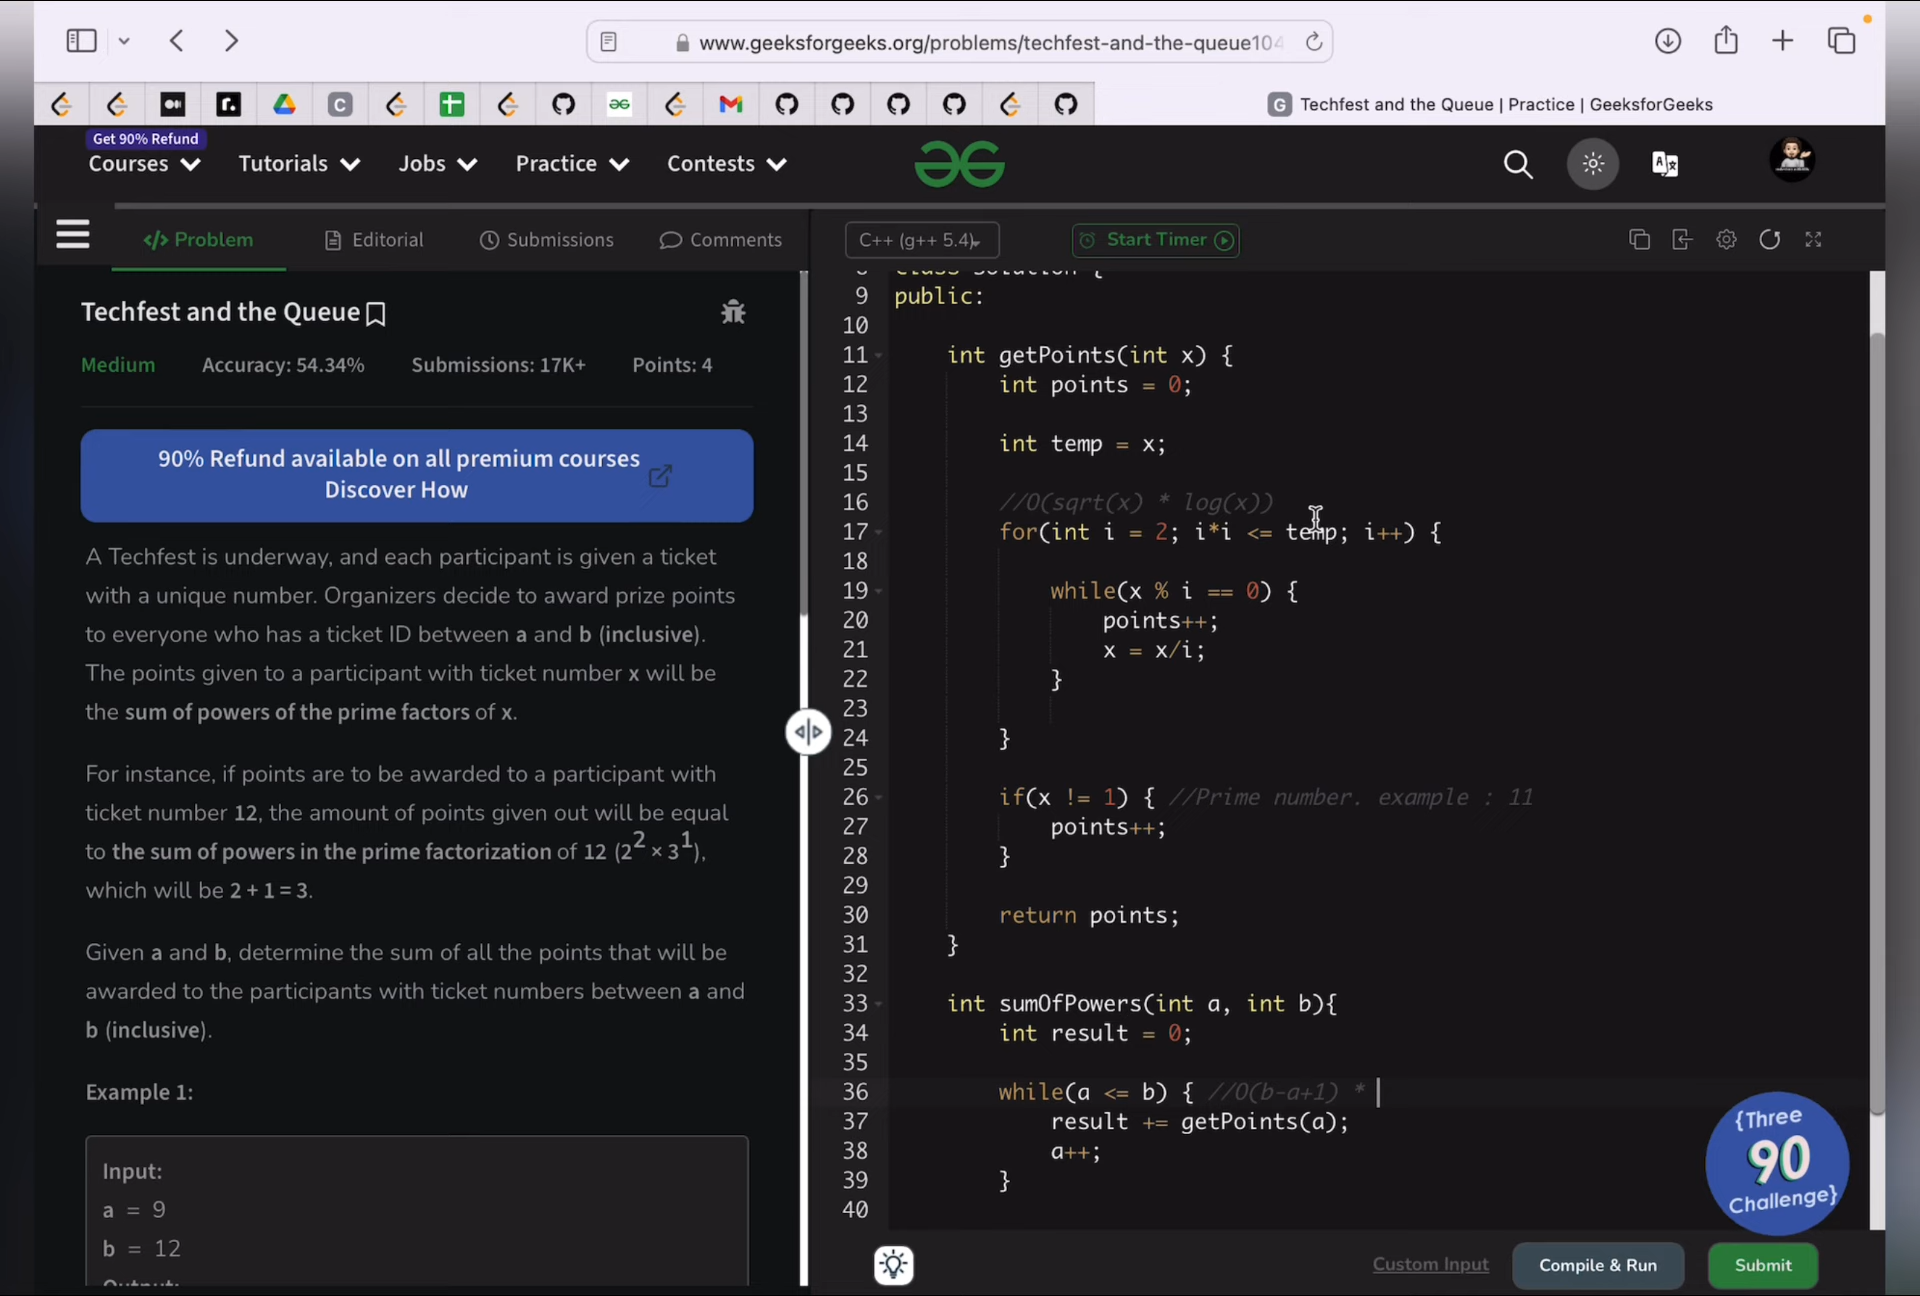 www.geeksforgeeks.org/problems/techfest-and-the-queue104
Techfest and the Queue | Practice | GeeksforGeeks
Get 90% Refund
Courses
Tutorials
Jobs
Practice
Contests
Problem
Editorial
Submissions
Comments
C++ (g++ 5.4)
Start Timer
Techfest and the Queue
Medium
Accuracy: 54.34%
Submissions: 17K+
Points: 4
90% Refund available on all premium courses
Discover How
A Techfest is underway, and each participant is given a ticket
with a unique number. Organizers decide to award prize points
to everyone who has a ticket ID between a and b (inclusive).
The points given to a participant with ticket number x will be
the sum of powers of the prime factors of x.
For instance, if points are to be awarded to a participant with
ticket number 12, the amount of points given out will be equal
to the sum of powers in the prime factorization of 12 (2² × 3¹),
which will be 2 + 1 = 3.
Given a and b, determine the sum of all the points that will be
awarded to the participants with ticket numbers between a and
b (inclusive).
Example 1:
Input:
a = 9
b = 12
Output:
8 class Solution {
9 public:
10
11 int getPoints(int x) {
12 int points = 0;
13
14 int temp = x;
15
16 //O(sqrt(x) * log(x))
17 for(int i = 2; i*i <= temp; i++) {
18
19 while(x % i == 0) {
20 points++;
21 x = x/i;
22 }
23
24 }
25
26 if(x != 1) { //Prime number. example : 11
27 points++;
28 }
29
30 return points;
31 }
32
33 int sumOfPowers(int a, int b){
34 int result = 0;
35
36 while(a <= b) { //O(b-a+1) *
37 result += getPoints(a);
38 a++;
39 }
40
{Three
90
Challenge}
Custom Input
Compile & Run
Submit